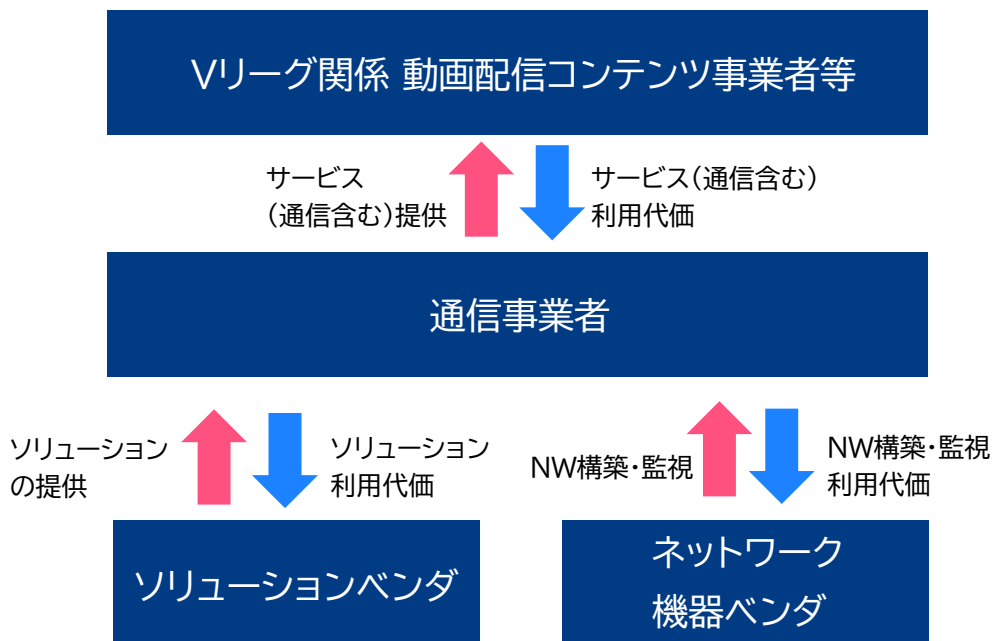 Vリーグ関係 動画配信コンテンツ事業者等
サービス
(通信含む)提供
サービス(通信含む)
利用代価
通信事業者
ソリューション
の提供
ソリューション
利用代価
NW構築・監視
NW構築・監視
利用代価
ソリューションベンダ
ネットワーク
機器ベンダ